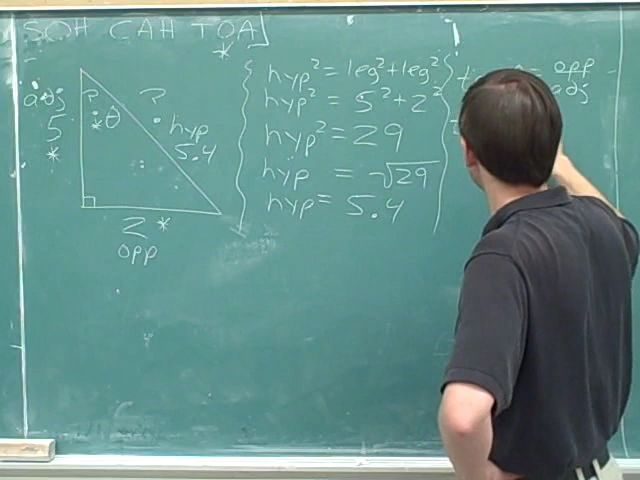 SOH CAH TOA
*
adj
5
*
?
* θ
?
hyp
5.4
2 *
opp
hyp² = leg² + leg²
hyp² = 5² + 2²
hyp² = 29
hyp = √29
hyp = 5.4
= opp
adj